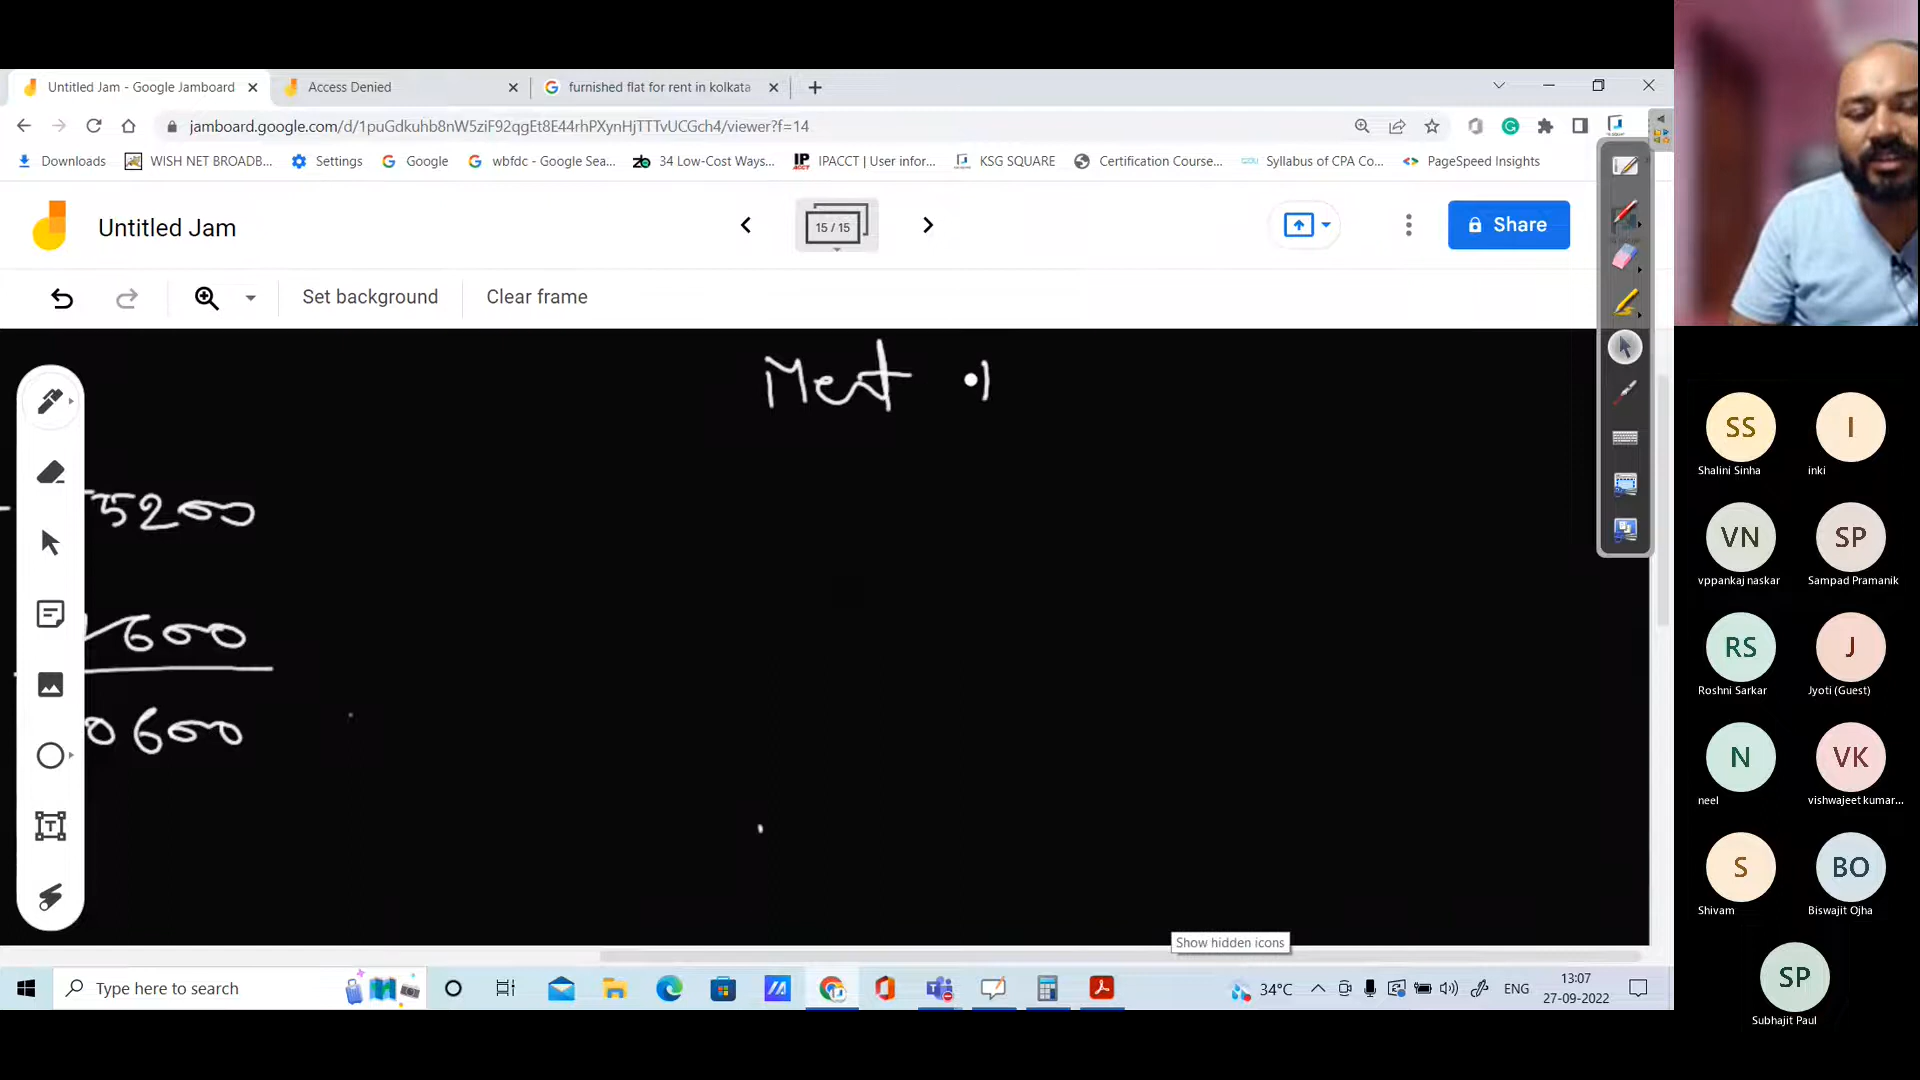 Untitled Jam - Google Jamboard
Access Denied
furnished flat for rent in kolkata
jamboard.google.com/d/1puGdkuhb8nW5ziF92qgEt8E44rhPXynHjTTTvUCGch4/viewer?f=14
Downloads
WISH NET BROADB...
Settings
Google
wbfdc - Google Sea...
34 Low-Cost Ways...
IPACCT | User infor...
KSG SQUARE
Certification Course...
Syllabus of CPA Co...
PageSpeed Insights
Untitled Jam
15 / 15
Share
Set background
Clear frame
5200
600
0600
Show hidden icons
Type here to search
34°C
ENG
13:07
27-09-2022
SS
Shalini Sinha
I
inki
VN
vppankaj naskar
SP
Sampad Pramanik
RS
Roshni Sarkar
J
Jyoti (Guest)
N
neel
VK
vishwajeet kumar...
S
Shivam
BO
Biswajit Ojha
SP
Subhajit Paul